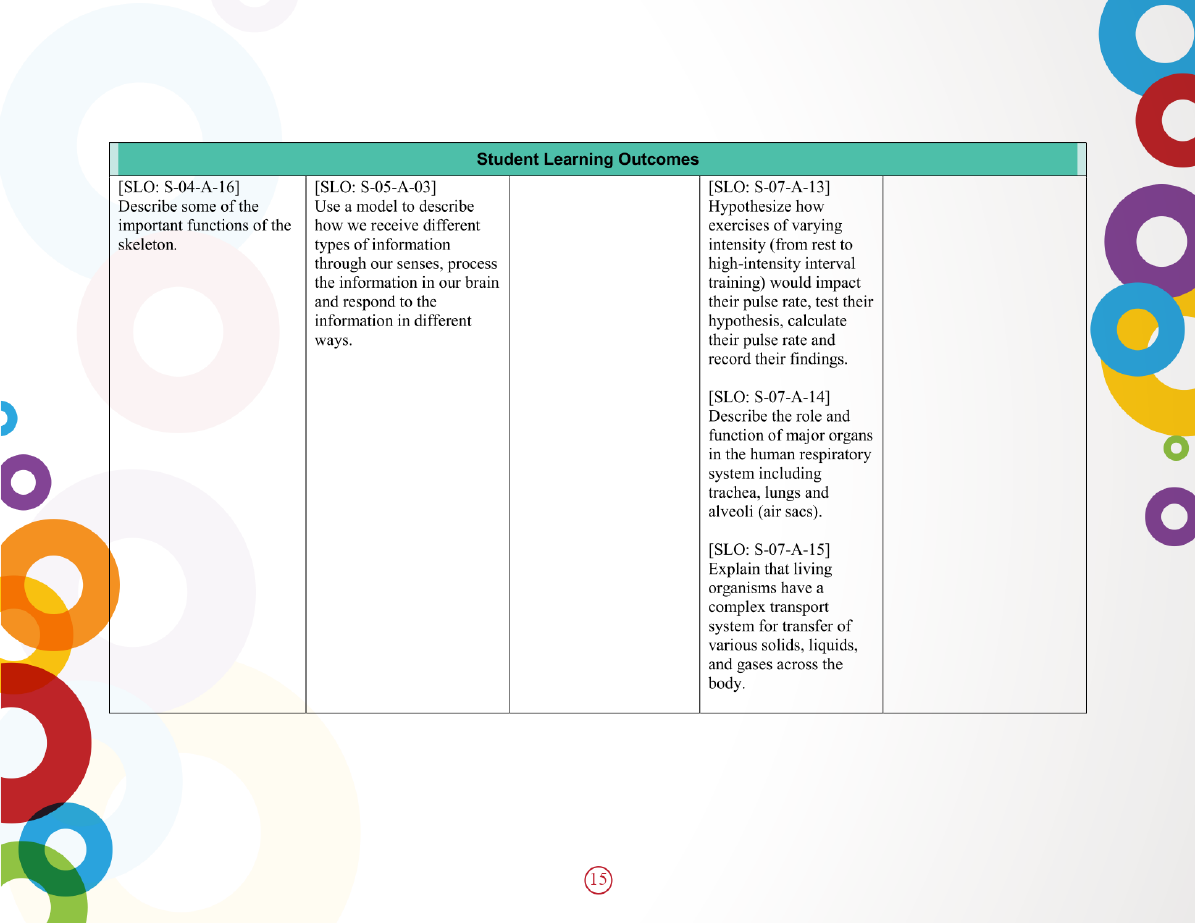 Student Learning Outcomes
[SLO: S-04-A-16]
Describe some of the
important functions of the
skeleton.
[SLO: S-05-A-03]
Use a model to describe
how we receive different
types of information
through our senses, process
the information in our brain
and respond to the
information in different
ways.
[SLO: S-07-A-13]
Hypothesize how
exercises of varying
intensity (from rest to
high-intensity interval
training) would impact
their pulse rate, test their
hypothesis, calculate
their pulse rate and
record their findings.
[SLO: S-07-A-14]
Describe the role and
function of major organs
in the human respiratory
system including
trachea, lungs and
alveoli (air sacs).
[SLO: S-07-A-15]
Explain that living
organisms have a
complex transport
system for transfer of
various solids, liquids,
and gases across the
body.
15